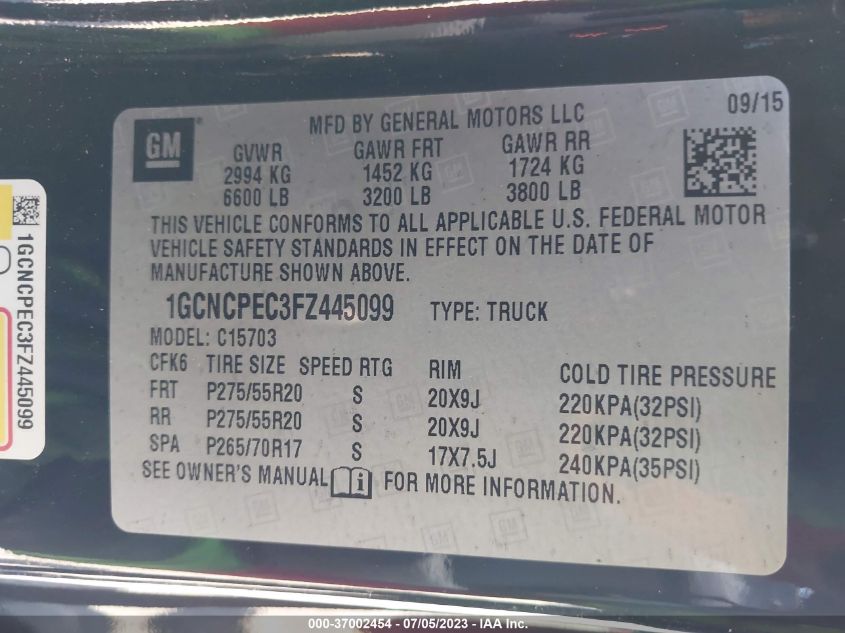 09/15
GM
MFD BY GENERAL MOTORS LLC
GVWR GAWR FRT GAWR RR
2994 KG 1452 KG 1724 KG
6600 LB 3200 LB 3800 LB
THIS VEHICLE CONFORMS TO ALL APPLICABLE U.S. FEDERAL MOTOR
VEHICLE SAFETY STANDARDS IN EFFECT ON THE DATE OF
MANUFACTURE SHOWN ABOVE.
1GCNCPEC3FZ445099 TYPE: TRUCK
MODEL: C15703
CFK6 TIRE SIZE SPEED RTG RIM COLD TIRE PRESSURE
FRT P275/55R20 S 20X9J 220KPA(32PSI)
RR P275/55R20 S 20X9J 220KPA(32PSI)
SPA P265/70R17 S 17X7.5J 240KPA(35PSI)
SEE OWNER'S MANUAL i FOR MORE INFORMATION.
1GCNCPEC3FZ445099
000-37002454 - 07/05/2023 - IAA Inc.